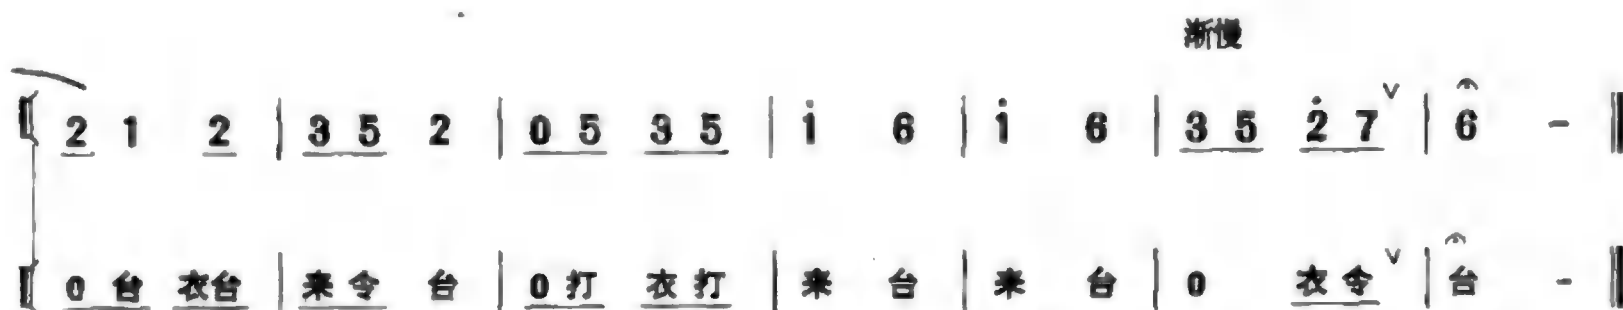 渐慢
2 1 2 | 3 5 2 | 0 5 3 5 | i 6 | i 6 | 3 5 2̇ 7 ∨ | 6 -
0 台 衣台 | 来 令 台 | 0 打 衣 打 | 来 台 | 来 台 | 0 衣 令 ∨ | 台 -